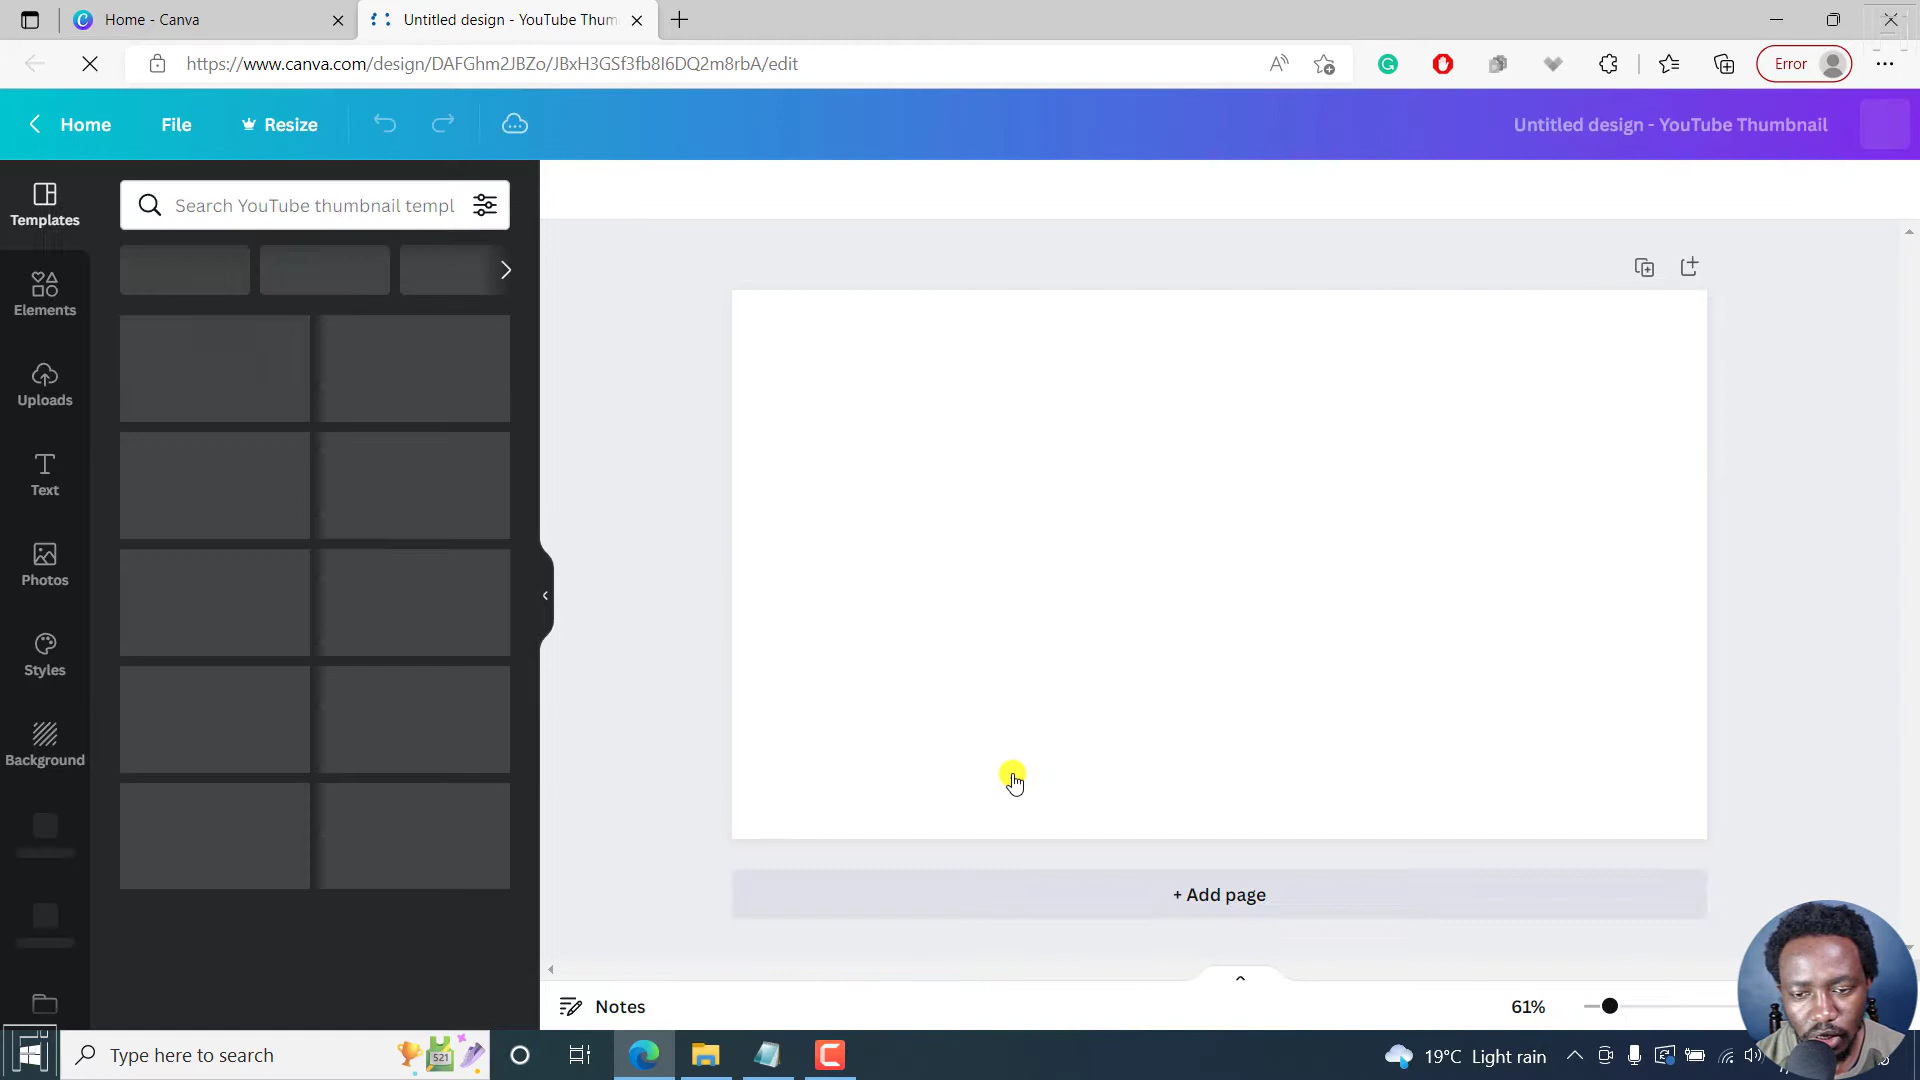 Home - Canva
Untitled design - YouTube Thum
https://www.canva.com/design/DAFGhm2JBZo/JBxH3GSf3fb8I6DQ2m8rbA/edit
Error
Home
File
Resize
Untitled design - YouTube Thumbnail
Templates
Search YouTube thumbnail templ
Elements
Uploads
Text
Photos
Styles
Background
+ Add page
Notes
61%
Type here to search
521
19°C Light rain